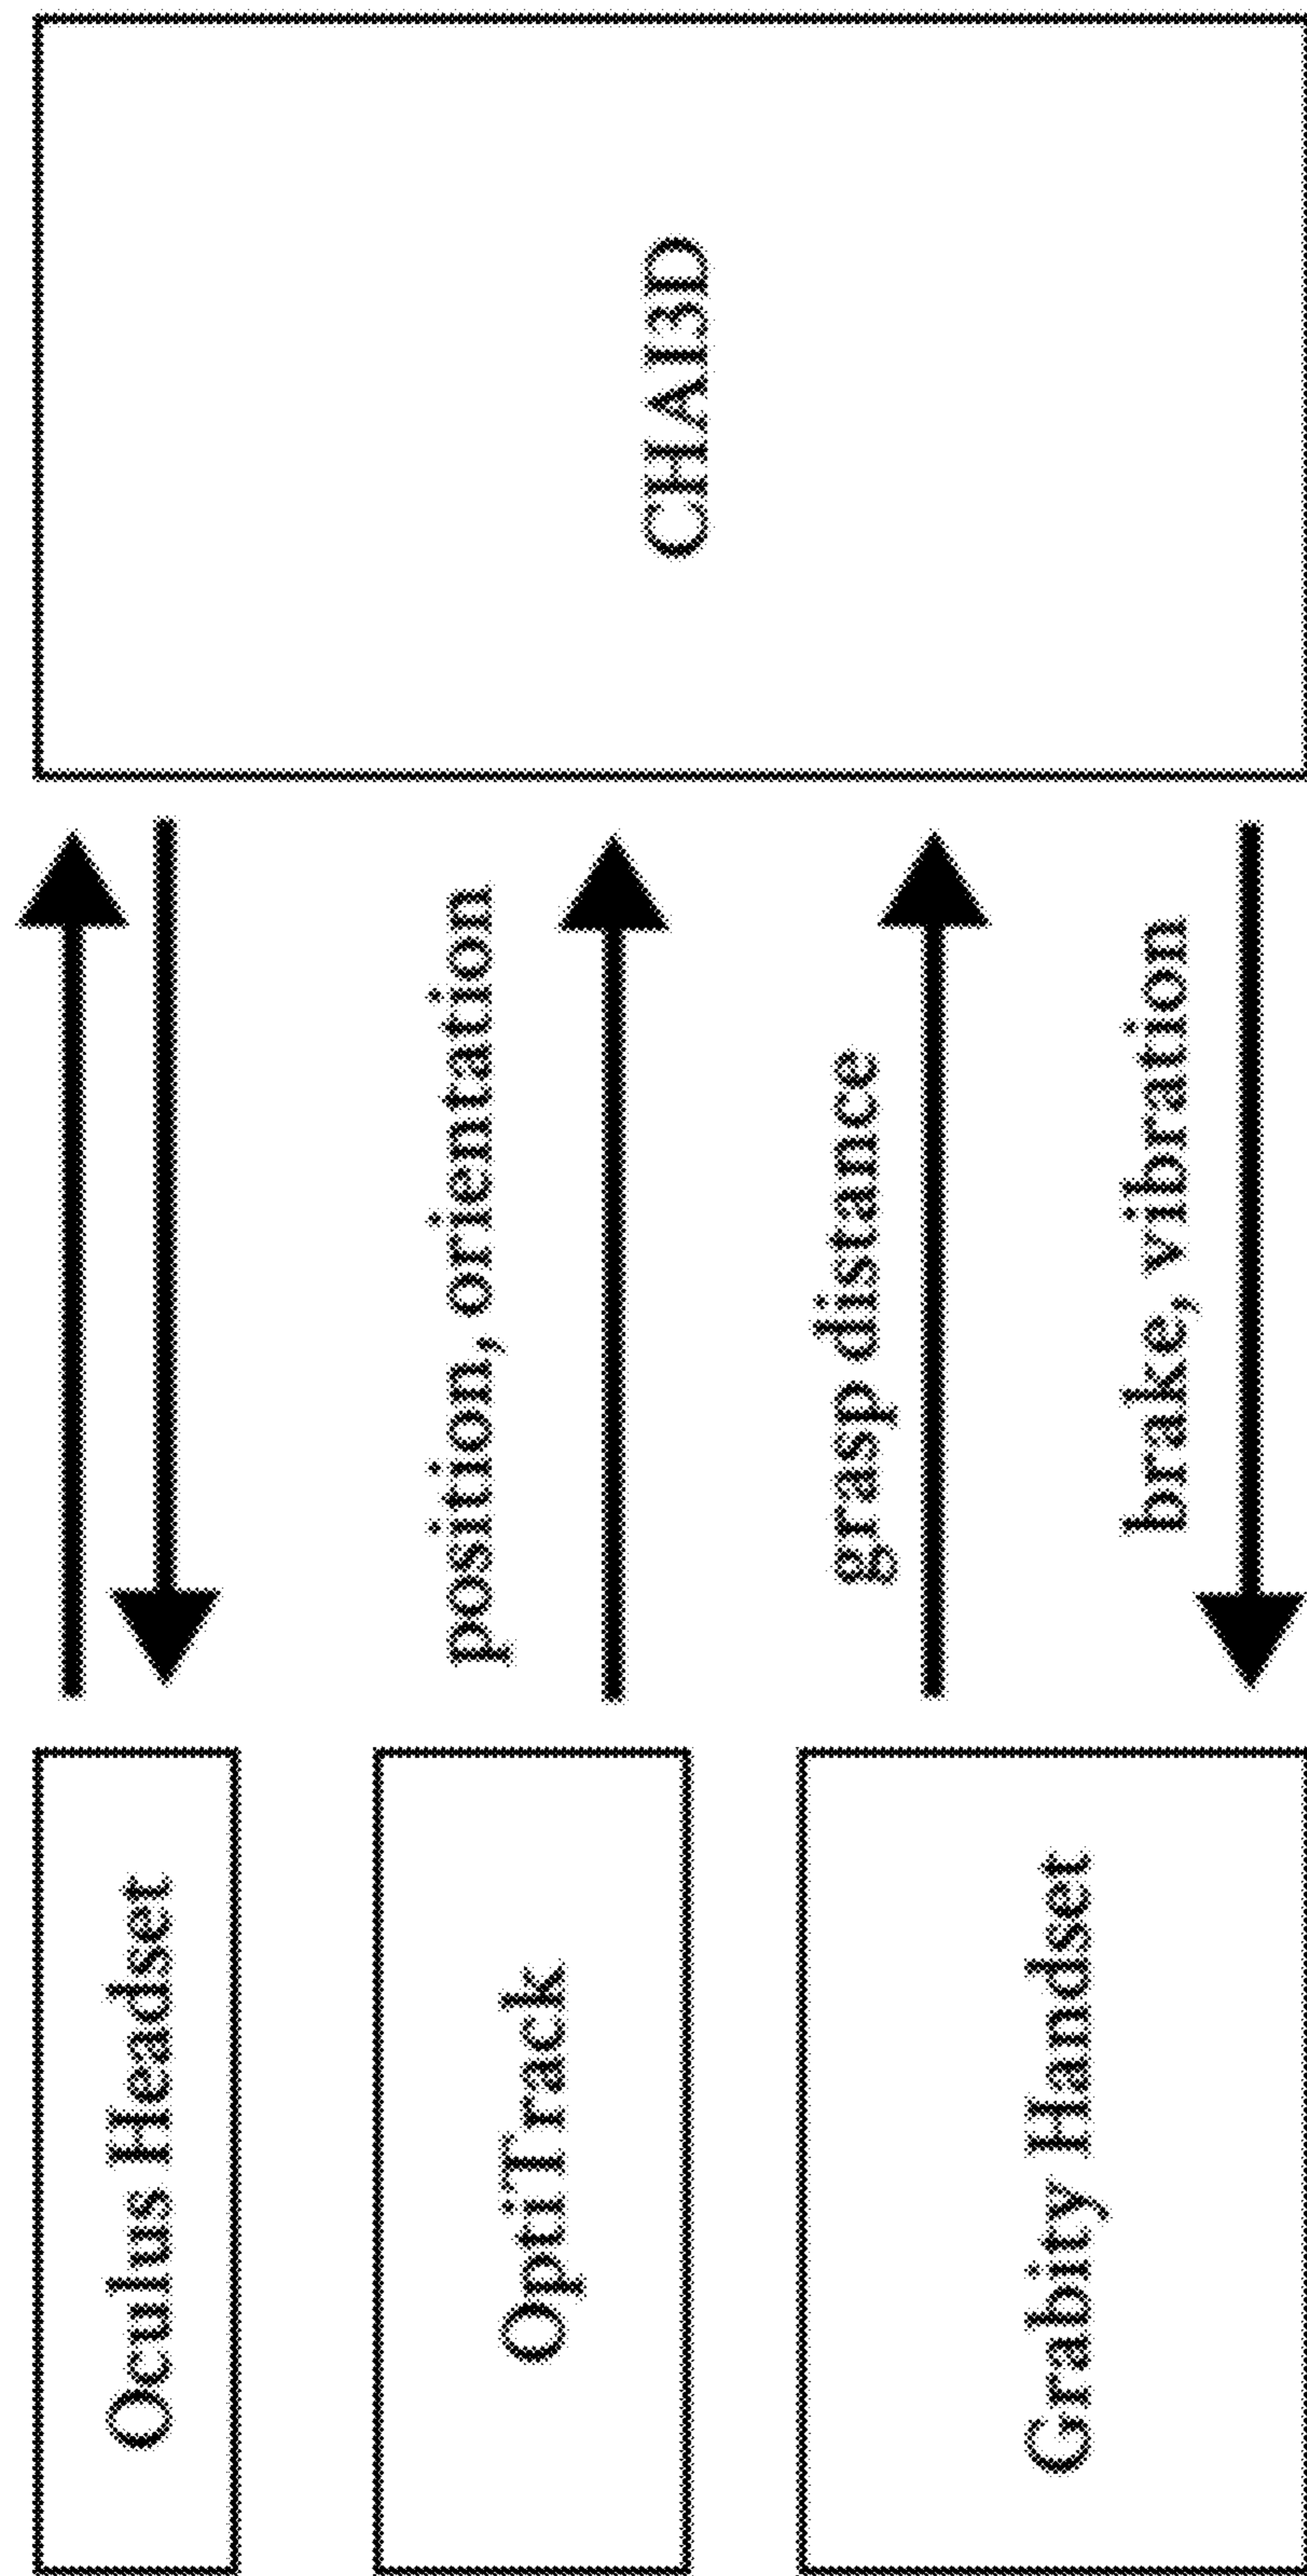 Oculus Headset
OptiTrack
position, orientation
CHAI3D
grasp distance
Grabity Handset
brake, vibration